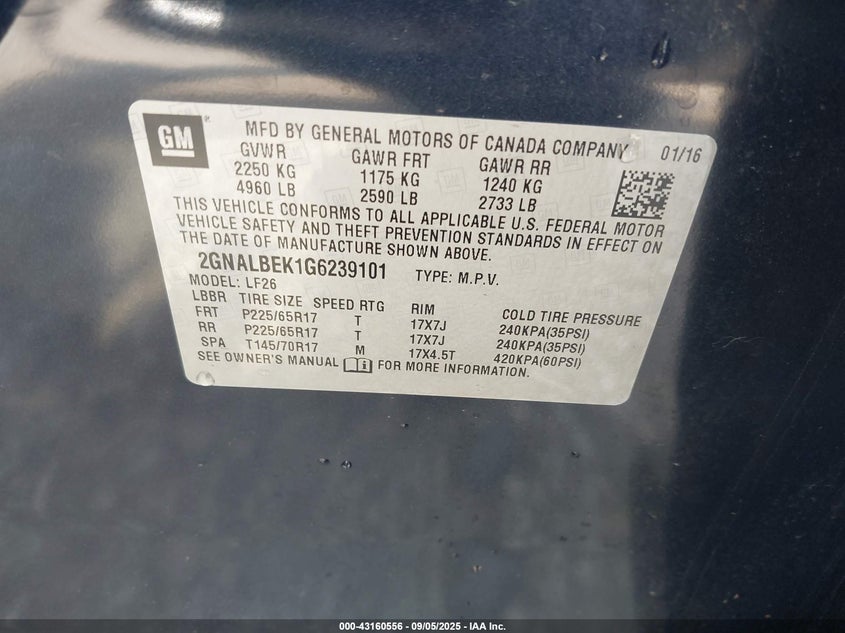 GM
MFD BY GENERAL MOTORS OF CANADA COMPANY 01/16
GVWR GAWR FRT GAWR RR
2250 KG 1175 KG 1240 KG
4960 LB 2590 LB 2733 LB
THIS VEHICLE CONFORMS TO ALL APPLICABLE U.S. FEDERAL MOTOR
VEHICLE SAFETY AND THEFT PREVENTION STANDARDS IN EFFECT ON
THE DATE OF MANUFACTURE SHOWN ABOVE.
2GNALBEK1G6239101 TYPE: M.P.V.
MODEL: LF26
LBBR TIRE SIZE SPEED RTG RIM COLD TIRE PRESSURE
FRT P225/65R17 T 17X7J 240KPA(35PSI)
RR P225/65R17 T 17X7J 240KPA(35PSI)
SPA T145/70R17 M 17X4.5T 420KPA(60PSI)
SEE OWNER'S MANUAL FOR MORE INFORMATION.
000-43160556 - 09/05/2025 - IAA Inc.